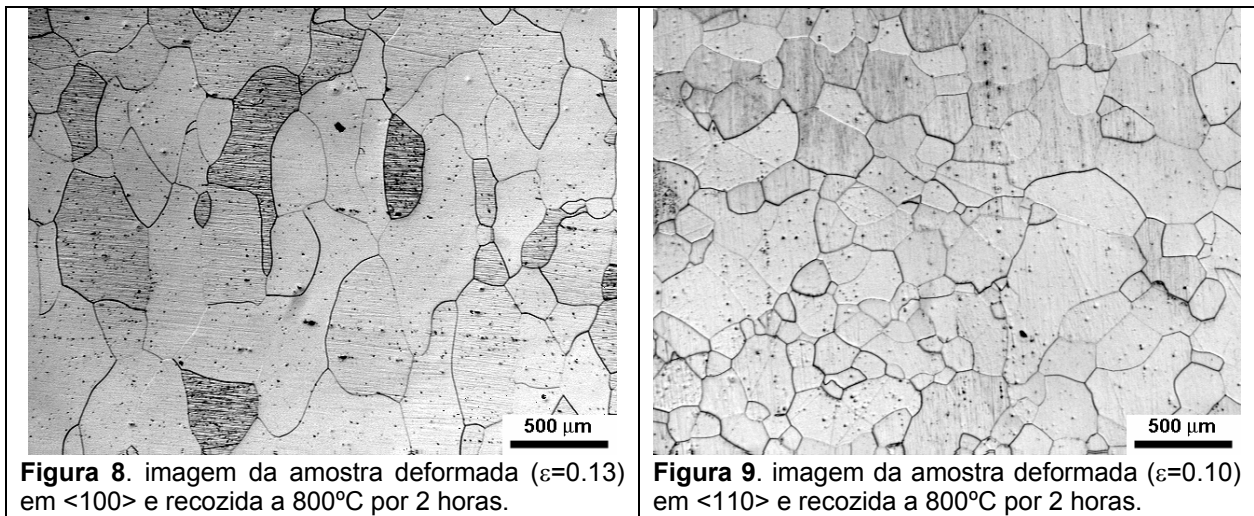 500 µm
Figura 8. imagem da amostra deformada (ε=0.13)
em <100> e recozida a 800ºC por 2 horas.
500 µm
Figura 9. imagem da amostra deformada (ε=0.10)
em <110> e recozida a 800ºC por 2 horas.